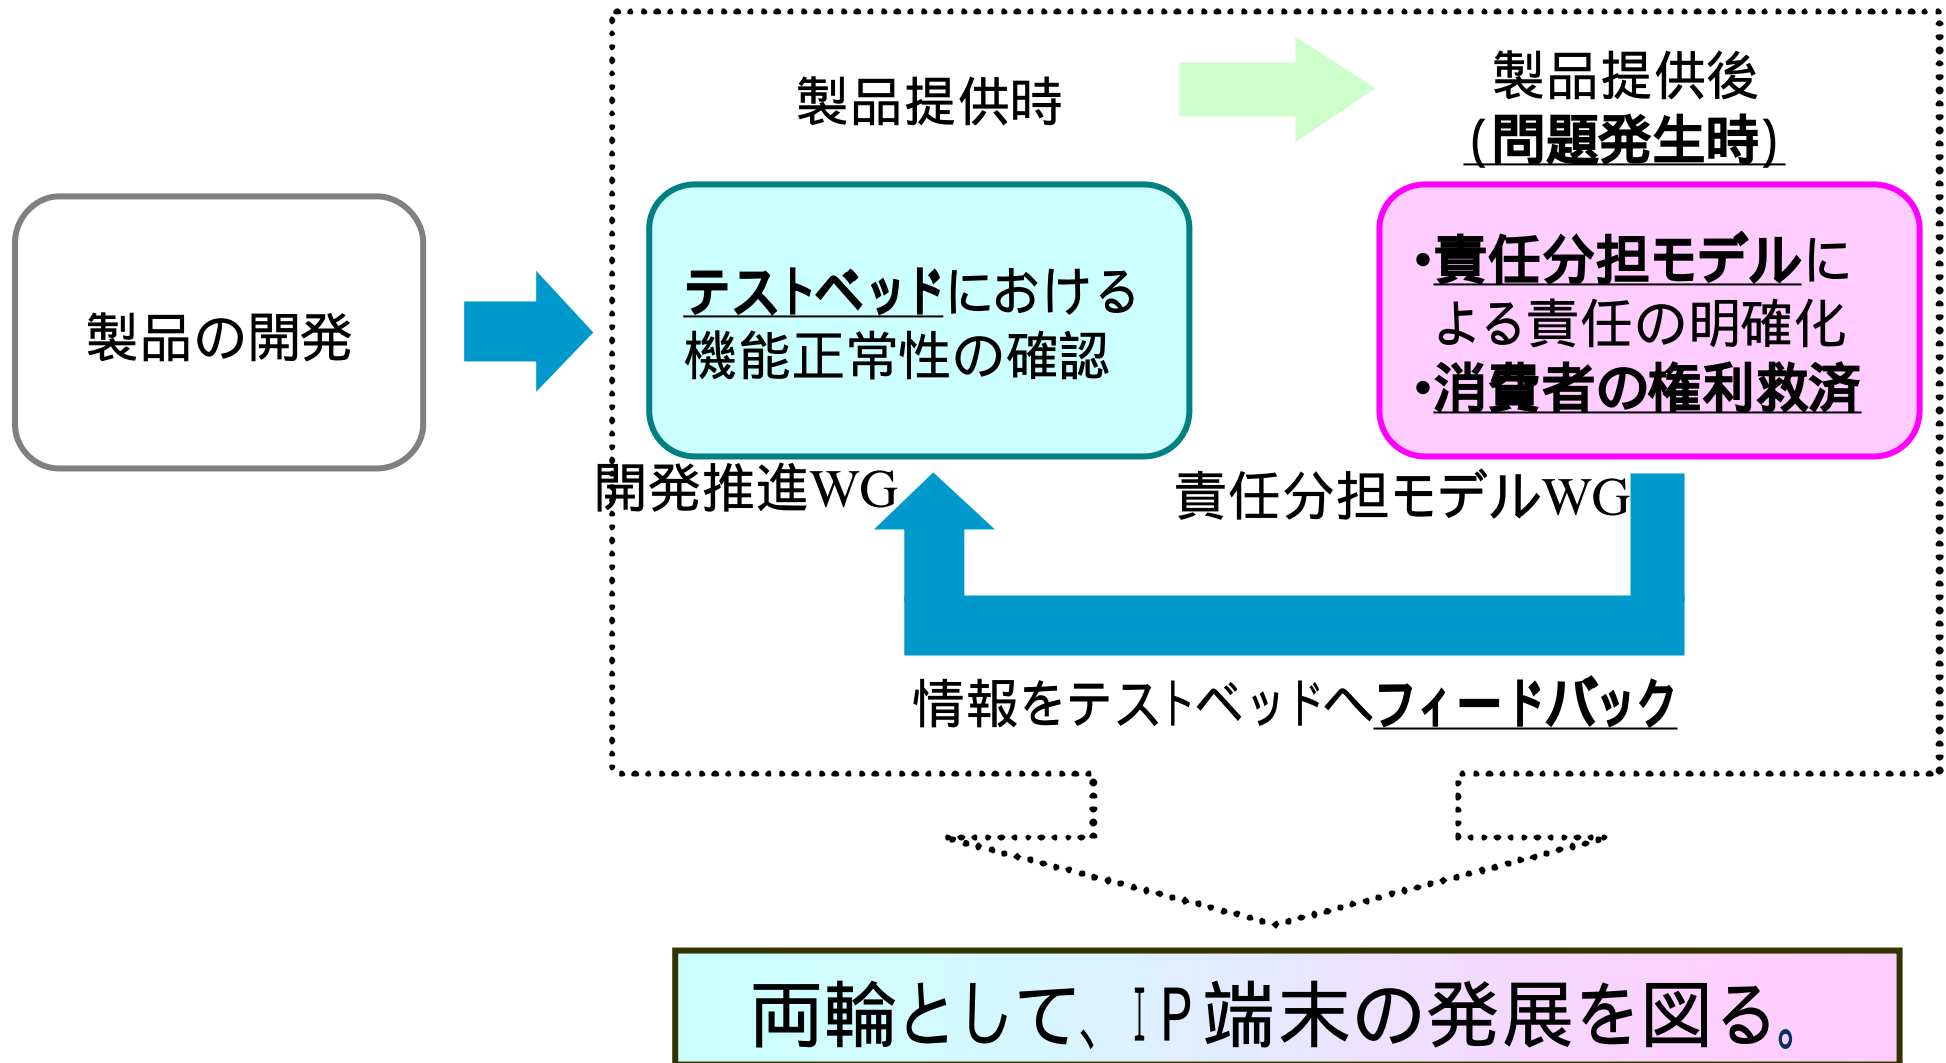 製品提供時
製品提供後
(問題発生時)
製品の開発
テストベッドにおける
機能正常性の確認
•責任分担モデルに
よる責任の明確化
•消費者の権利救済
開発推進WG
責任分担モデルWG
情報をテストベッドへフィードバック
両輪として、IP端末の発展を図る。